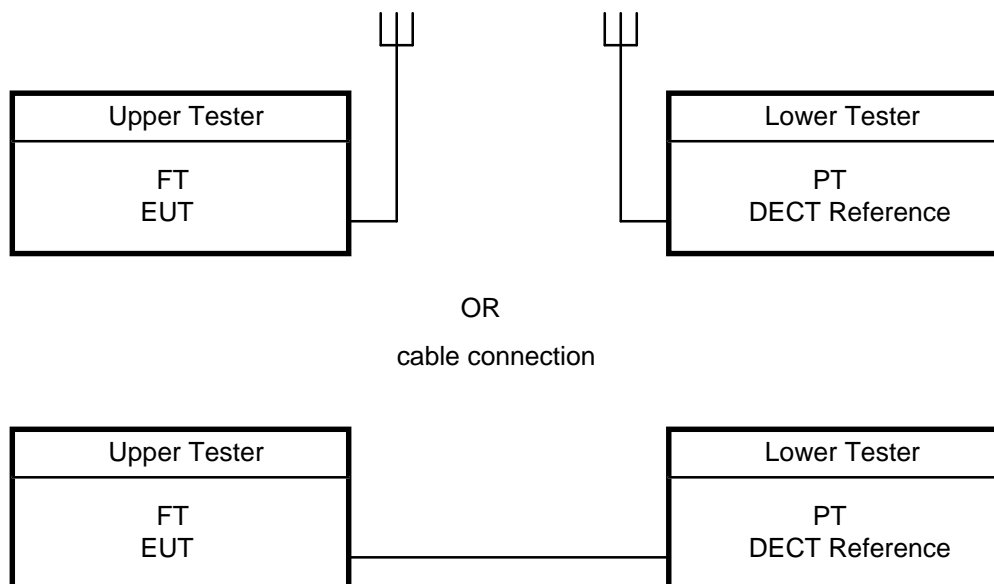 Upper Tester
Lower Tester
FT
EUT
PT
DECT Reference
OR
cable connection
Upper Tester
Lower Tester
FT
EUT
PT
DECT Reference